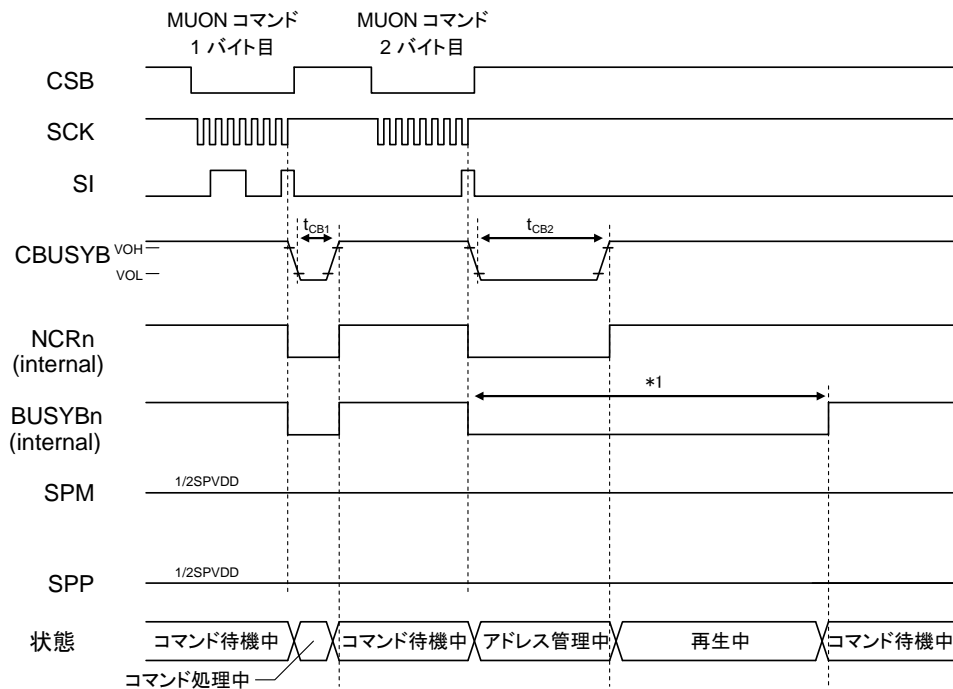 MUON コマンド
1 バイト目
MUON コマンド
2 バイト目
CSB
SCK
SI
tCB1
tCB2
CBUSYB
VOH
VOL
NCRn
(internal)
*1
BUSYBn
(internal)
1/2SPVDD
SPM
1/2SPVDD
SPP
状態
コマンド待機中
コマンド待機中
アドレス管理中
再生中
コマンド待機中
コマンド処理中